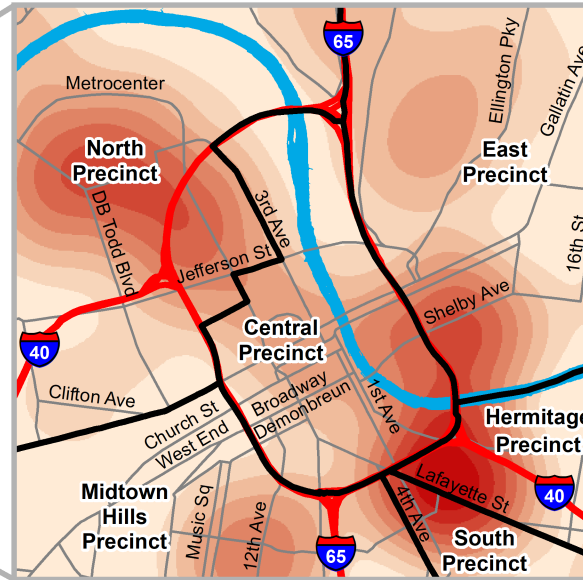 65
Metrocenter
Ellington Pky
Gallatin Ave
North
Precinct
East
Precinct
DB Todd Blvd
3rd Ave
16th St
Jefferson St
Shelby Ave
Central
Precinct
40
Clifton Ave
Broadway
Demonbreun
1st Ave
Church St
West End
Hermitage
Precinct
Lafayette St
40
Midtown
Hills
Precinct
Music Sq
12th Ave
4th Ave
65
South
Precinct